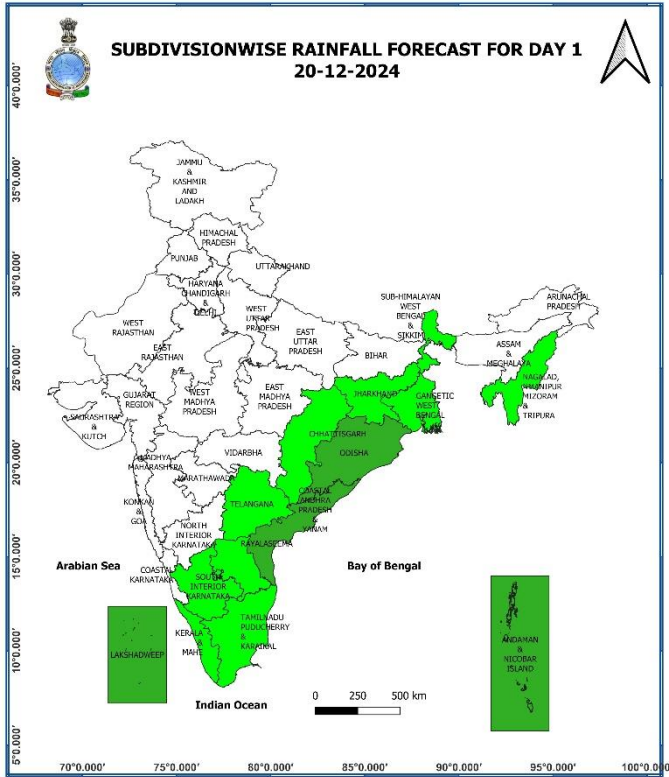 SUBDIVISIONWISE RAINFALL FORECAST FOR DAY 1
20-12-2024
40°0.000'
35°0.000'
30°0.000'
25°0.000'
20°0.000'
15°0.000'
10°0.000'
5°0.000'
JAMMU
&
KASHMIR
AND
LADAKH
HIMACHAL
PRADESH
PUNJAB
UTTARAKHAND
HARYANA
CHANDIGARH
&
DELHI
WEST
RAJASTHAN
EAST
RAJASTHAN
WEST
UTTAR
PRADESH
EAST
UTTAR
PRADESH
BIHAR
SUB-HIMALAYAN
WEST
BENGAL
&
SIKKIM
ARUNACHAL
PRADESH
ASSAM
&
MEGHALAYA
MIZORAM
&
TRIPURA
GUJARAT
REGION
SAURASHTRA
&
KUTCH
WEST
MADHYA
PRADESH
EAST
MADHYA
PRADESH
JHARKHAND
GANGETIC
WEST
BENGAL
CHHATTISGARH
ODISHA
VIDARBHA
MADHYA
MAHARASHTRA
MARATHAWADA
KONKAN
&
GOA
TELANGANA
COASTAL
ANDHRA
PRADESH
&
YANAM
NORTH
INTERIOR
KARNATAKA
RAYALASEEMA
Arabian Sea
Bay of Bengal
COASTAL
KARNATAKA
SOUTH
INTERIOR
KARNATAKA
TAMILNADU
PUDUCHERRY
&
KARAIKAL
KERALA
&
MAHE
LAKSHADWEEP
ANDAMAN
&
NICOBAR
ISLAND
Indian Ocean
0 250 500 km
70°0.000' 75°0.000' 80°0.000' 85°0.000' 90°0.000' 95°0.000' 100°0.000'